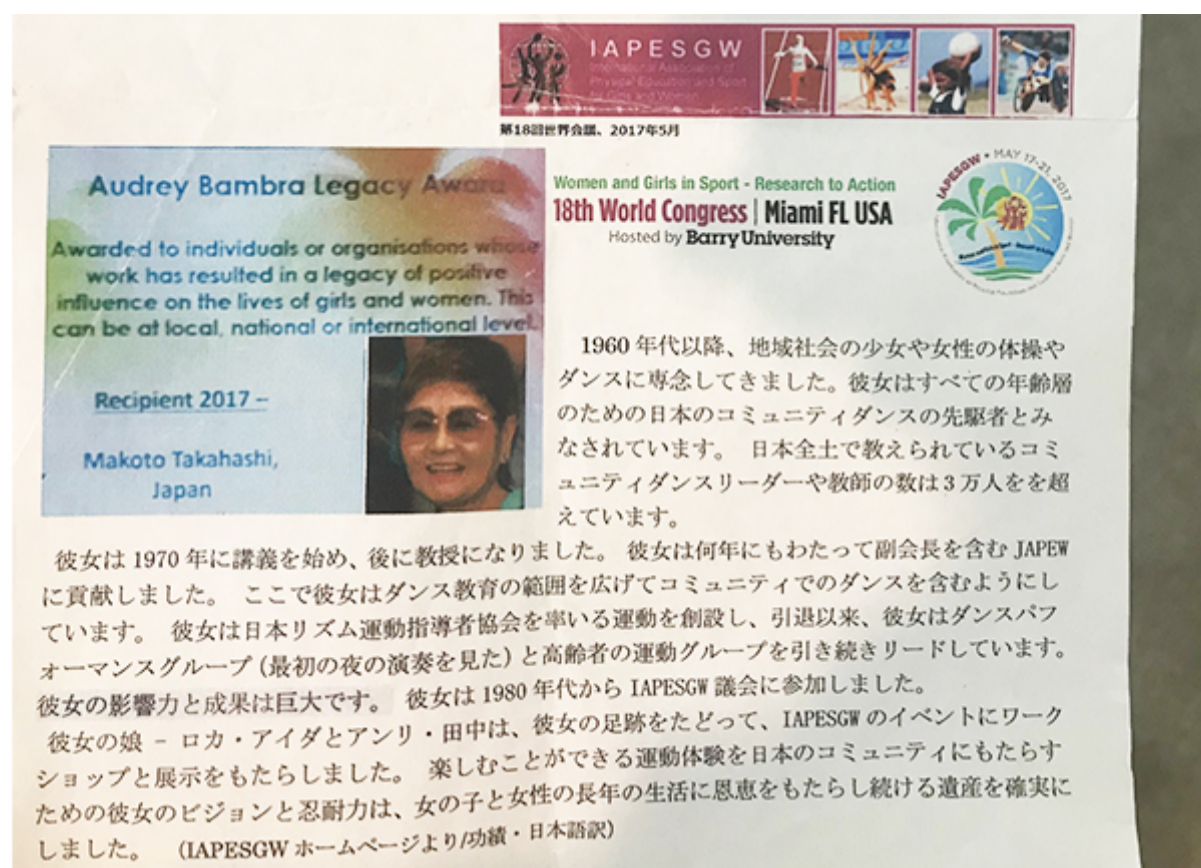 IAPESGW
International Association
Physical Education and Sport
Girls and Women
第18回世界会議、2017年5月
Audrey Bambra Legacy Award
Awarded to individuals or organisations whose
work has resulted in a legacy of positive
influence on the lives of girls and women. This
can be at local, national or international level.
Recipient 2017 –
Makoto Takahashi,
Japan
Women and Girls in Sport - Research to Action
18th World Congress | Miami FL USA
Hosted by Barry University
IAPESGW • MAY 17-21, 2017
1960 年代以降、地域社会の少女や女性の体操や
ダンスに専念してきました。彼女はすべての年齢層
のための日本のコミュニティダンスの先駆者とみ
なされています。 日本全土で教えられているコミ
ュニティダンスリーダーや教師の数は3万人をを超
えています。
彼女は 1970 年に講義を始め、後に教授になりました。 彼女は何年にもわたって副会長を含む JAPEW
に貢献しました。 ここで彼女はダンス教育の範囲を広げてコミュニティでのダンスを含むようにし
ています。 彼女は日本リズム運動指導者協会を率いる運動を創設し、引退以来、彼女はダンスパフ
ォーマンスグループ(最初の夜の演奏を見た)と高齢者の運動グループを引き続きリードしています。
彼女の影響力と成果は巨大です。 彼女は 1980 年代から IAPESGW 議会に参加しました。
彼女の娘 – ロカ・アイダとアンリ・田中は、彼女の足跡をたどって、IAPESGW のイベントにワーク
ショップと展示をもたらしました。 楽しむことができる運動体験を日本のコミュニティにもたらす
ための彼女のビジョンと忍耐力は、女の子と女性の長年の生活に恩恵をもたらし続ける遺産を確実に
しました。 (IAPESGW ホームページより/功績・日本語訳)